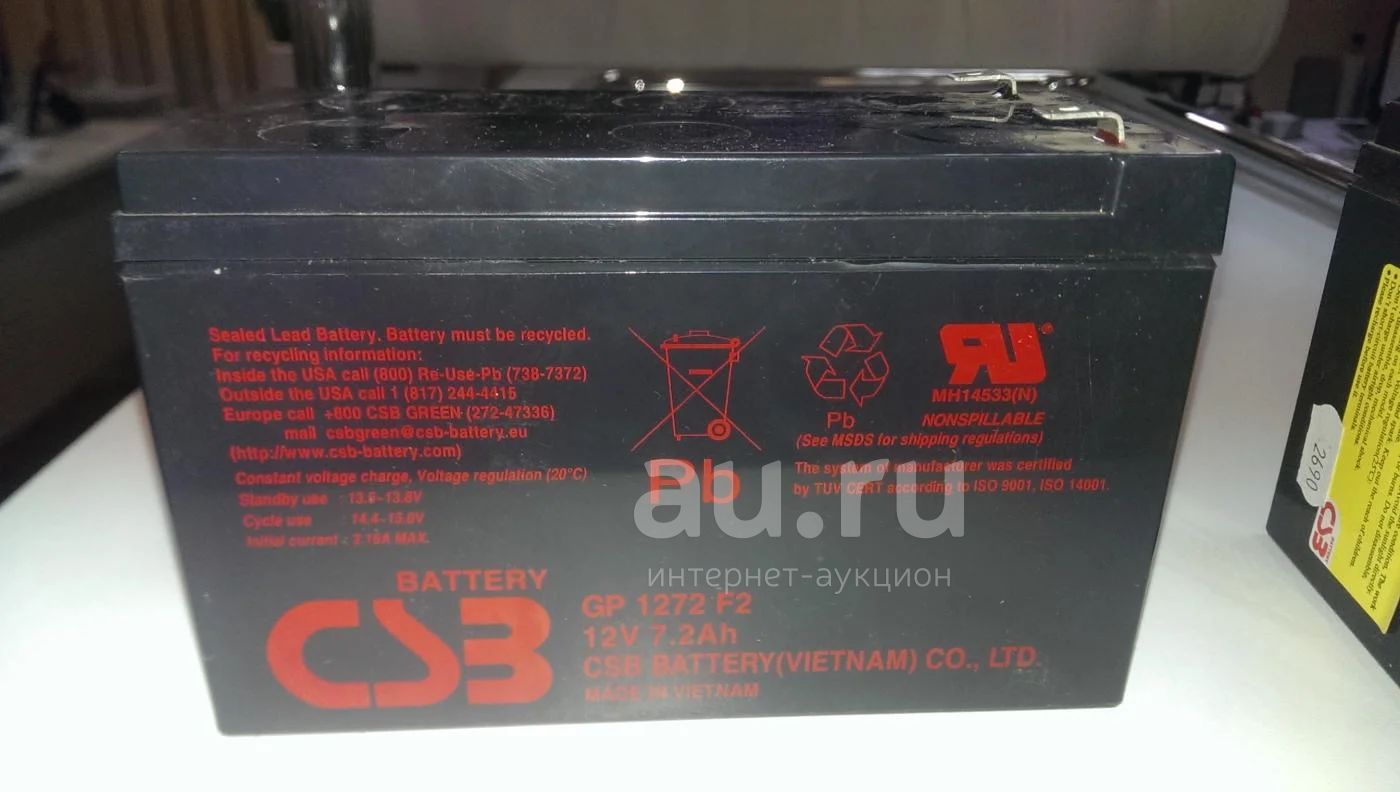 Sealed Lead Battery, Battery must be recycled.
For recycling information:
Inside the USA call (800) Re-Use-Pb (738-7372)
Outside the USA call 1 (817) 244-4415
Europe call +800 CSB GREEN (272-47336)
mail csbgreen@csb-battery.eu
(http://www.csb-battery.com)
Constant voltage charge, Voltage regulation (20°C)
Standby use : 13.5~13.8V
Cycle use : 14.4~15.0V
Initial current : 2.16A MAX.
Pb
Pb
RU®
MH14533(N)
NONSPILLABLE
(See MSDS for shipping regulations)
The system of manufacturer was certified
by TUV CERT according to ISO 9001, ISO 14001.
au.ru
интернет-аукцион
BATTERY
CSB
GP 1272 F2
12V 7.2Ah
CSB BATTERY(VIETNAM) CO., LTD.
MADE IN VIETNAM
2690
CSB